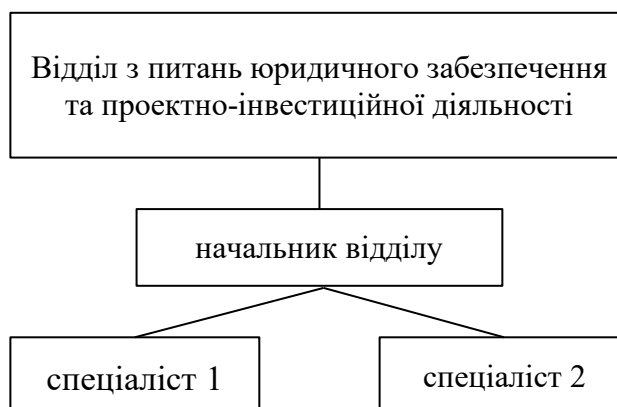 Відділ з питань юридичного забезпечення
та проектно-інвестиційної діяльності
начальник відділу
спеціаліст 1
спеціаліст 2